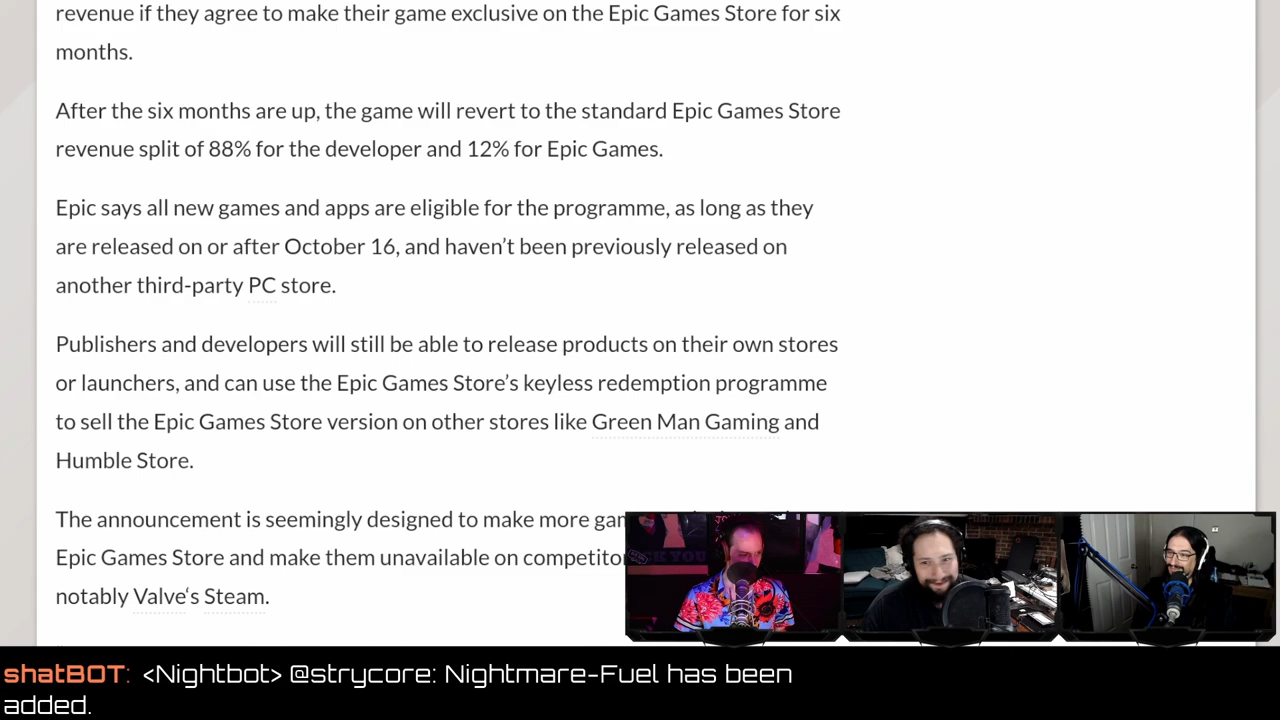 revenue if they agree to make their game exclusive on the Epic Games Store for six
months.
After the six months are up, the game will revert to the standard Epic Games Store
revenue split of 88% for the developer and 12% for Epic Games.
Epic says all new games and apps are eligible for the programme, as long as they
are released on or after October 16, and haven’t been previously released on
another third-party PC store.
Publishers and developers will still be able to release products on their own stores
or launchers, and can use the Epic Games Store’s keyless redemption programme
to sell the Epic Games Store version on other stores like Green Man Gaming and
Humble Store.
The announcement is seemingly designed to make more
Epic Games Store and make them unavailable on
notably Valve‘s Steam.
shatBOT: <Nightbot> @strycore: Nightmare-Fuel has been
added.